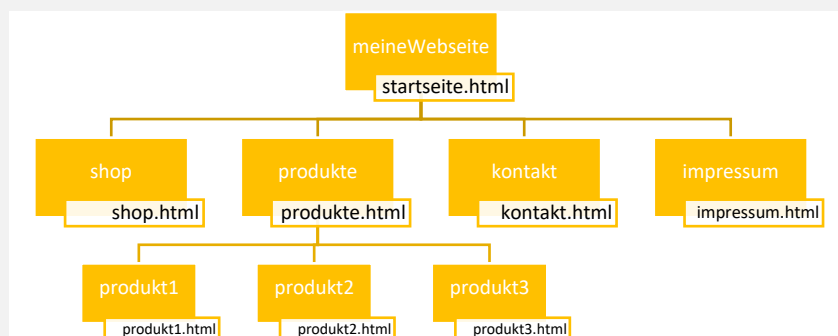 meineWebseite
startseite.html
shop
shop.html
produkte
produkte.html
kontakt
kontakt.html
impressum
impressum.html
produkt1
produkt1.html
produkt2
produkt2.html
produkt3
produkt3.html